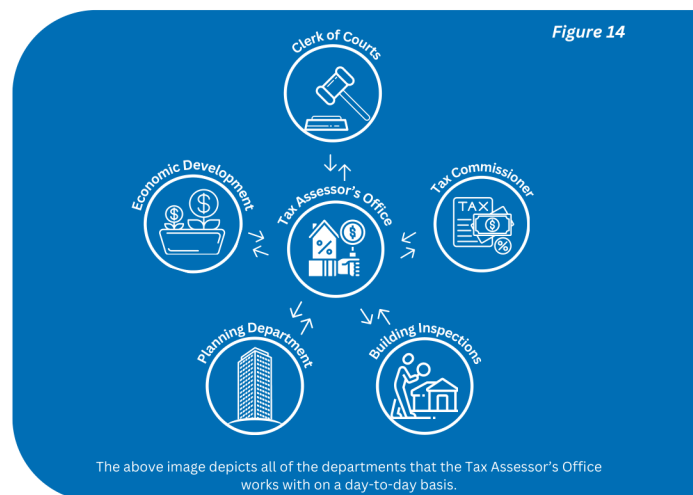 Figure 14
Clerk of Courts
Economic Development
Tax Assessor's Office
Tax Commissioner
TAX
Planning Department
Building Inspections
The above image depicts all of the departments that the Tax Assessor's Office
works with on a day-to-day basis.